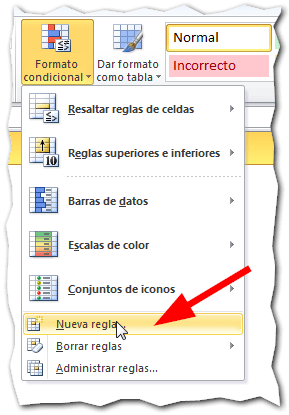 Formato condicional
Dar formato como tabla
Normal
Incorrecto
Resaltar reglas de celdas
Reglas superiores e inferiores
10
Barras de datos
Escalas de color
Conjuntos de iconos
Nueva regla
Borrar reglas
Administrar reglas...